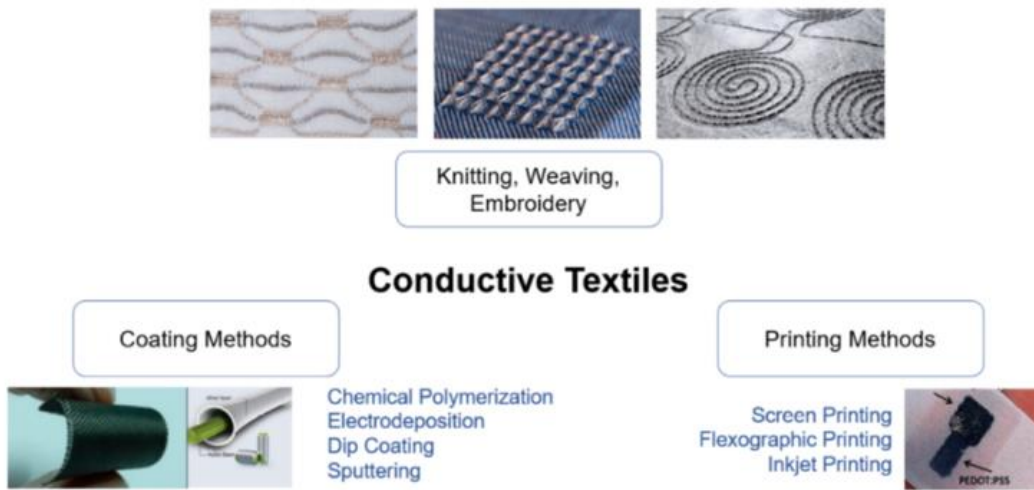 Knitting, Weaving,
Embroidery
Conductive Textiles
Coating Methods
Printing Methods
Chemical Polymerization
Electrodeposition
Dip Coating
Sputtering
Screen Printing
Flexographic Printing
Inkjet Printing
PEDOT:PSS